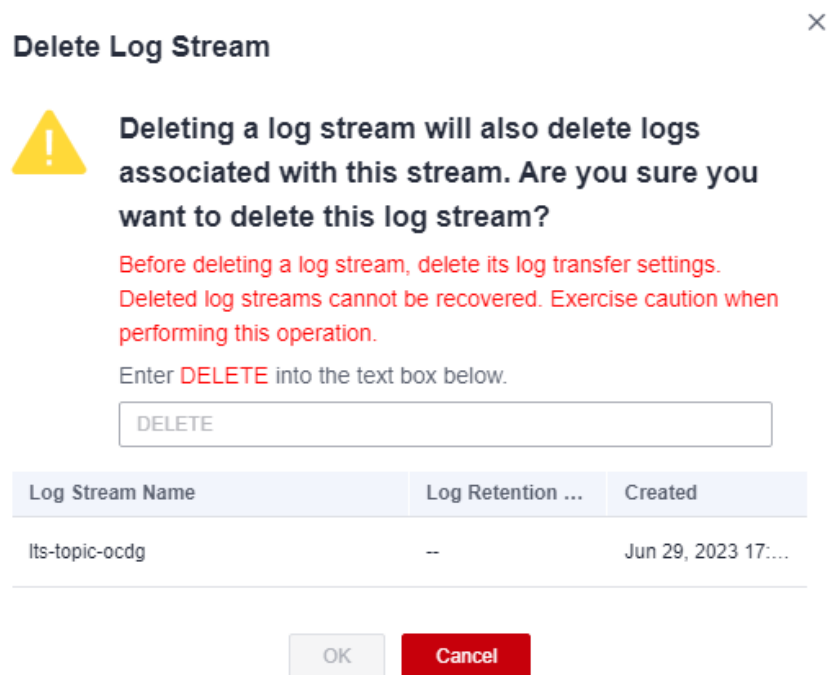 Delete Log Stream
Deleting a log stream will also delete logs
associated with this stream. Are you sure you
want to delete this log stream?
Before deleting a log stream, delete its log transfer settings.
Deleted log streams cannot be recovered. Exercise caution when
performing this operation.
Enter DELETE into the text box below.
DELETE
Log Stream Name Log Retention ... Created
lts-topic-ocdg -- Jun 29, 2023 17:...
OK Cancel